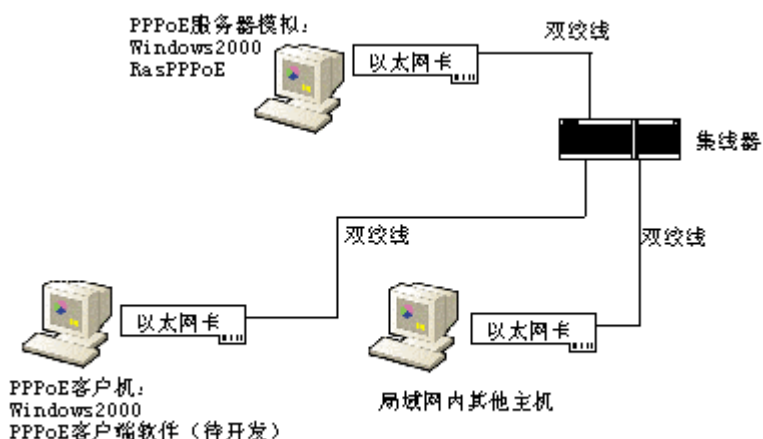 PPPoE服务器模拟：
Windows2000
RasPPPoE
以太网卡
双绞线
集线器
双绞线
双绞线
以太网卡
以太网卡
PPPoE客户机：
Windows2000
PPPoE客户端软件（待开发）
局域网内其他主机